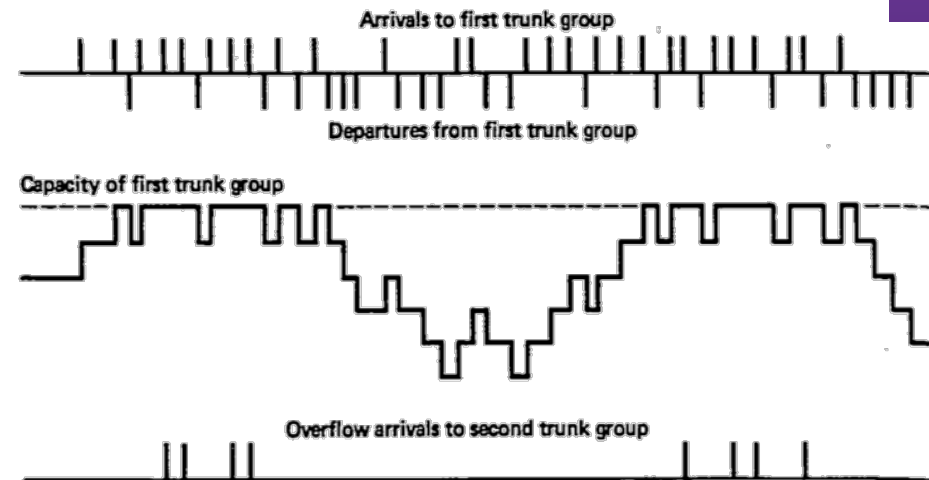 Arrivals to first trunk group
Departures from first trunk group
Capacity of first trunk group
Overflow arrivals to second trunk group